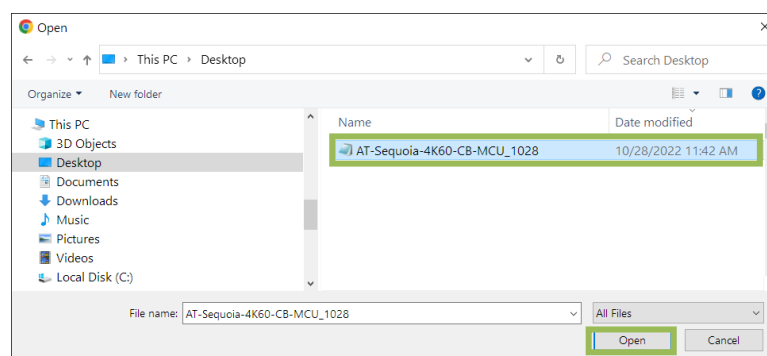 Open
This PC > Desktop
Search Desktop
Organize
New folder
Name
Date modified
This PC
3D Objects
Desktop
Documents
Downloads
Music
Pictures
Videos
Local Disk (C:)
AT-Sequoia-4K60-CB-MCU_1028
10/28/2022 11:42 AM
File name: AT-Sequoia-4K60-CB-MCU_1028
All Files
Open
Cancel